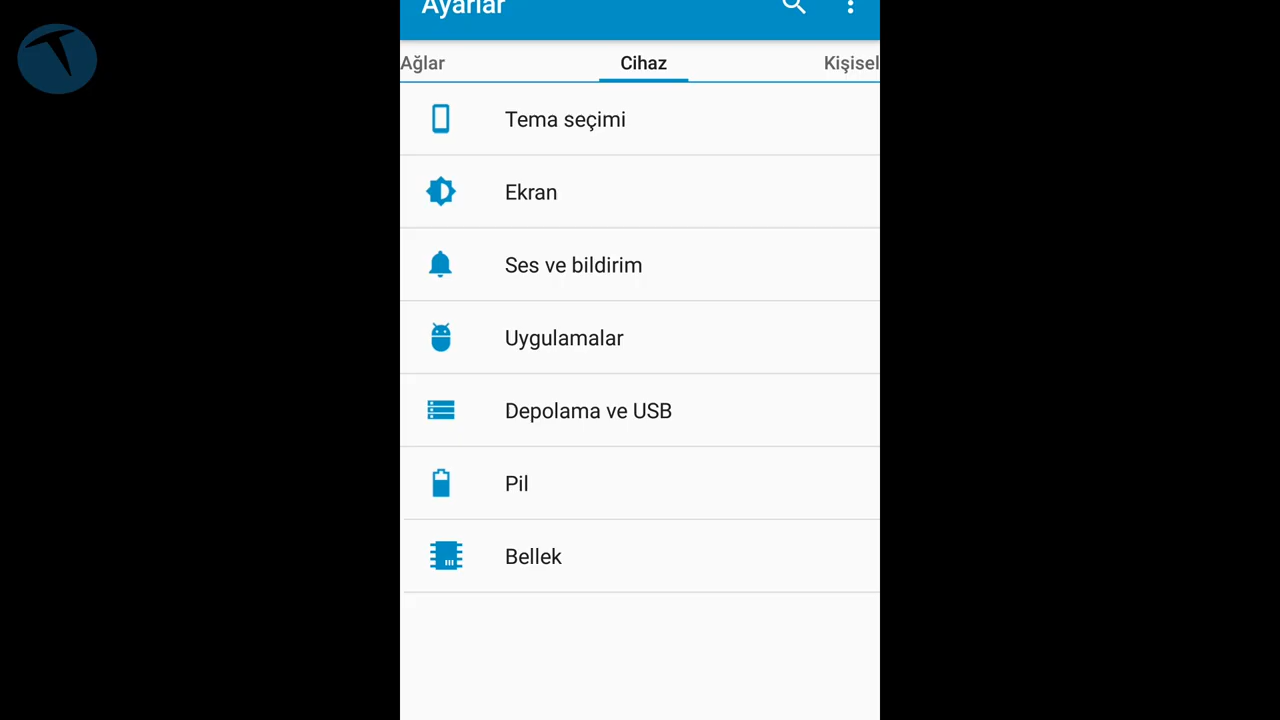 Ayarlar
Ağlar
Cihaz
Kişisel
Tema seçimi
Ekran
Ses ve bildirim
Uygulamalar
Depolama ve USB
Pil
Bellek